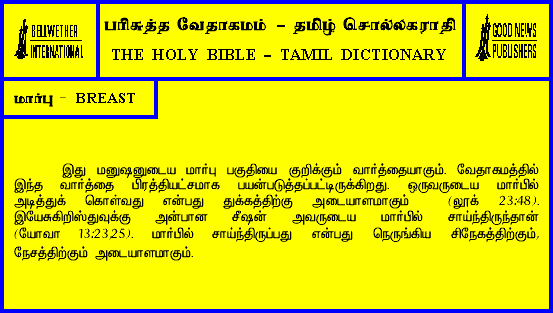 BELLWETHER
INTERNATIONAL
பரிசுத்த வேதாகமம் – தமிழ் சொல்லகராதி
THE HOLY BIBLE – TAMIL DICTIONARY
GOOD NEWS
PUBLISHERS
மார்பு - BREAST
இது மனுஷனுடைய மார்பு பகுதியை குறிக்கும் வார்த்தையாகும். வேதாகமத்தில்
இந்த வார்த்தை பிரத்தியட்சமாக பயன்படுத்தப்பட்டிருக்கிறது. ஒருவருடைய மார்பில்
அடித்துக் கொள்வது என்பது துக்கத்திற்கு அடையாளமாகும் (லூக் 23:48).
இயேசுகிறிஸ்துவுக்கு அன்பான சீஷன் அவருடைய மார்பில் சாய்ந்திருந்தான்
(யோவா 13:23,25). மார்பில் சாய்ந்திருப்பது என்பது நெருங்கிய சிநேகத்திற்கும்,
நேசத்திற்கும் அடையாளமாகும்.